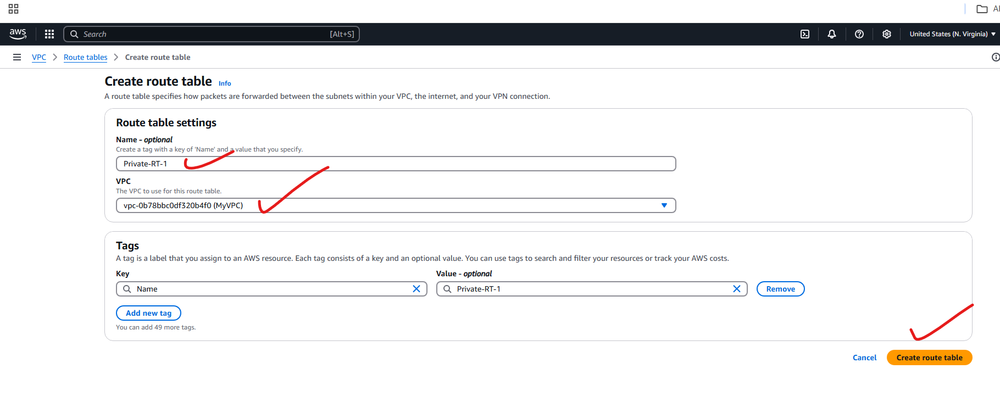 Al
aws
Search [Alt+S]
United States (N. Virginia)
VPC > Route tables > Create route table
Create route table Info
A route table specifies how packets are forwarded between the subnets within your VPC, the internet, and your VPN connection.
Route table settings
Name - optional
Create a tag with a key of 'Name' and a value that you specify.
Private-RT-1
VPC
The VPC to use for this route table.
vpc-0b78bbc0df320b4f0 (MyVPC)
Tags
A tag is a label that you assign to an AWS resource. Each tag consists of a key and an optional value. You can use tags to search and filter your resources or track your AWS costs.
Key Value - optional
Name Private-RT-1 Remove
Add new tag
You can add 49 more tags.
Cancel Create route table